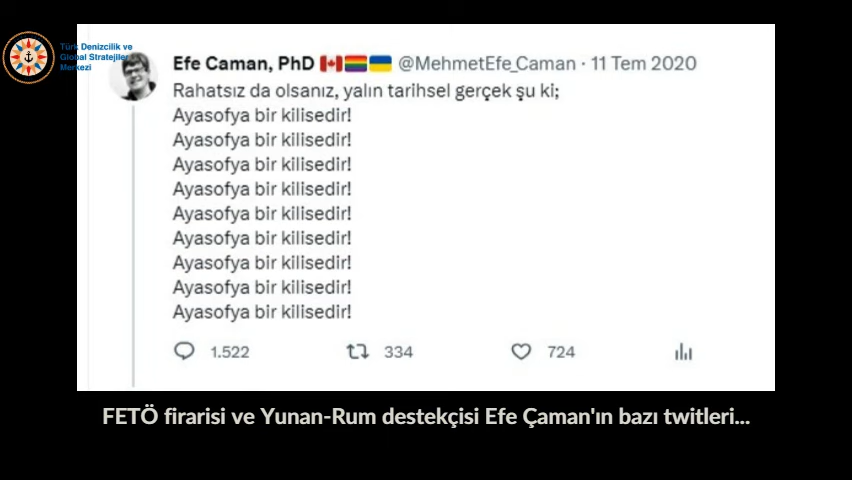 Türk Denizcilik ve
Global Stratejiler
Merkezi
Efe Caman, PhD @MehmetEfe_Caman · 11 Tem 2020
Rahatsız da olsanız, yalın tarihsel gerçek şu ki;
Ayasofya bir kilisedir!
Ayasofya bir kilisedir!
Ayasofya bir kilisedir!
Ayasofya bir kilisedir!
Ayasofya bir kilisedir!
Ayasofya bir kilisedir!
Ayasofya bir kilisedir!
Ayasofya bir kilisedir!
Ayasofya bir kilisedir!
1.522 334 724
FETÖ firarisi ve Yunan-Rum destekçisi Efe Çaman'ın bazı twitleri...